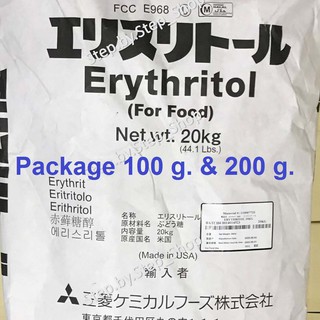 FCC E968
エリスリトール
Erythritol
(For Food)
Net wt. 20kg
(44.1 Lbs.)
Package 100 g. & 200 g.
Erythrit
Eritritolo
Erithritol
赤蘚糖醇
에리스리톨
名称 エリスリトール
原材料名 ぶどう糖
内容量 20kg
原産国名 米国
(Made in USA)
輸入者
三菱ケミカルフーズ株式会社
Step by Step shop